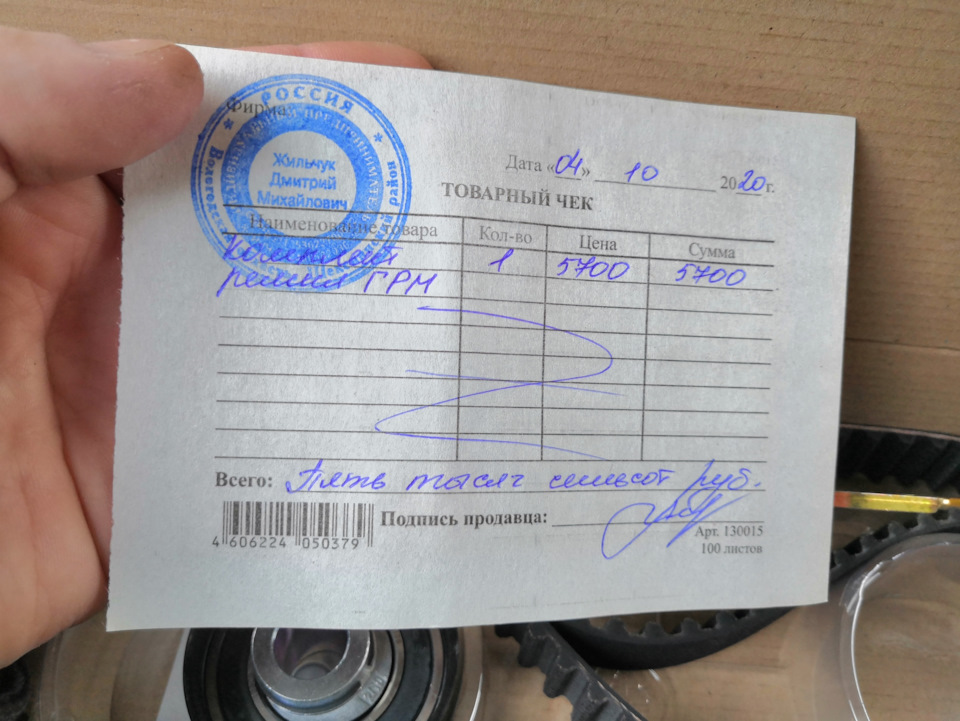 РОССИЯ
Фирма
ИНДИВИДУАЛЬНЫЙ ПРЕДПРИНИМАТЕЛЬ
Жильчук
Дмитрий
Михайлович
район
Дата «04» 10 2020 г.
ТОВАРНЫЙ ЧЕК
Наименование товара Кол-во Цена Сумма
комплект 1 5700 5700
ремня ГРМ
Всего: Пять тысяч семьсот руб.
Подпись продавца:
4 606224 050379
Арт. 130015
100 листов